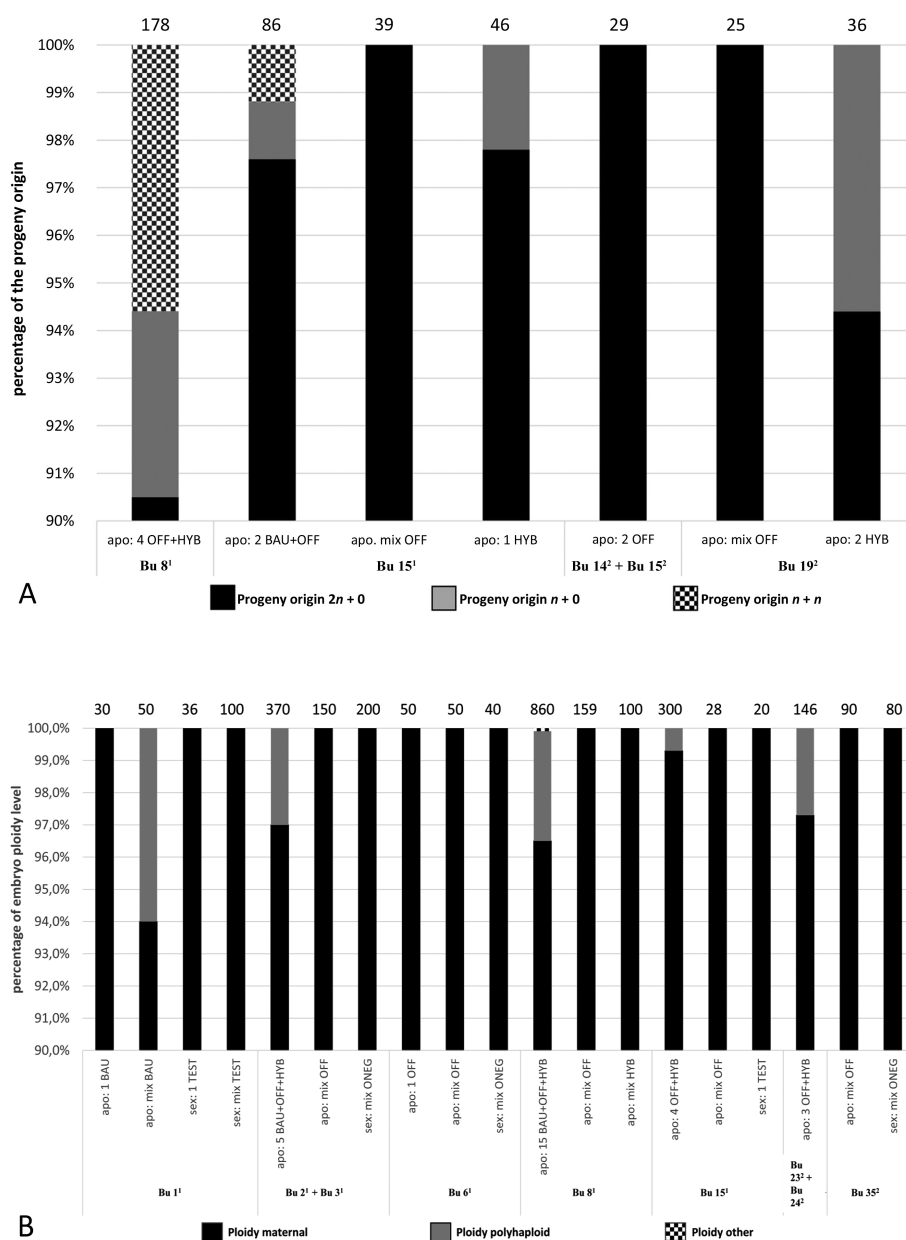 178 86 39 46 29 25 36
100%
99%
98%
97%
96%
95%
94%
93%
92%
91%
90%
percentage of the progeny origin
apo: 4 OFF+HYB apo: 2 BAU+OFF apo. mix OFF apo: 1 HYB apo: 2 OFF apo: mix OFF apo: 2 HYB
Bu 8¹ Bu 15¹ Bu 14² + Bu 15² Bu 19²
A
Progeny origin 2n + 0 Progeny origin n + 0 Progeny origin n + n
30 50 36 100 370 150 200 50 50 40 860 159 100 300 28 20 146 90 80
100,0%
99,0%
98,0%
97,0%
96,0%
95,0%
94,0%
93,0%
92,0%
91,0%
90,0%
percentage of embryo ploidy level
apo: 1 BAU
apo: mix BAU
sex: 1 TEST
sex: mix TEST
apo: 5 BAU+OFF+HYB
apo: mix OFF
sex: mix ONEG
apo: 1 OFF
apo: mix OFF
sex: mix ONEG
apo: 15 BAU+OFF+HYB
apo: mix OFF
apo: mix HYB
apo: 4 OFF+HYB
apo: mix OFF
sex: 1 TEST
apo: 3 OFF+HYB
apo: mix OFF
sex: mix ONEG
Bu 1¹ Bu 2¹ + Bu 3¹ Bu 6¹ Bu 8¹ Bu 15¹
Bu
23² +
Bu
24²
Bu 35²
B
Ploidy maternal Ploidy polyhaploid Ploidy other